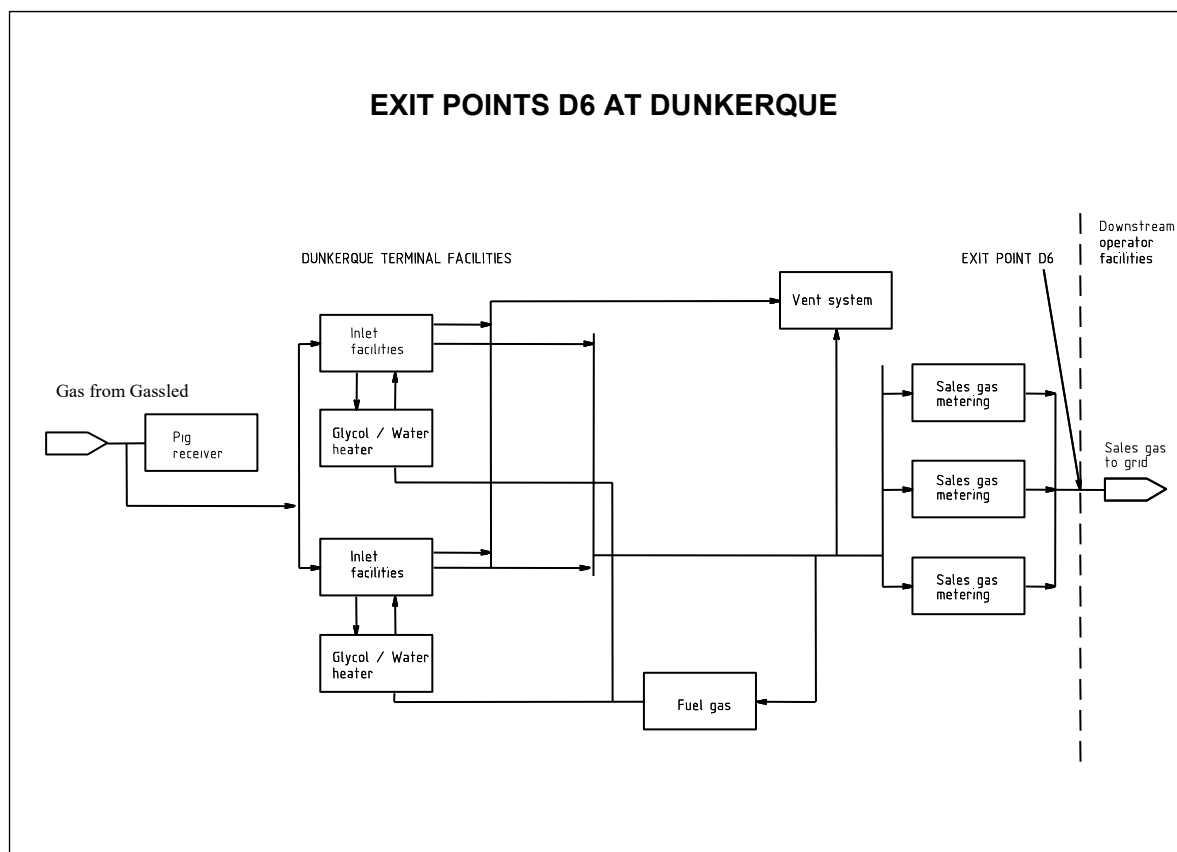 EXIT POINTS D6 AT DUNKERQUE
Downstream
operator
facilities
DUNKERQUE TERMINAL FACILITIES
EXIT POINT D6
Vent system
Inlet
facilities
Gas from Gassled
Sales gas
metering
Pig
receiver
Glycol / Water
heater
Sales gas
to grid
Sales gas
metering
Inlet
facilities
Sales gas
metering
Glycol / Water
heater
Fuel gas